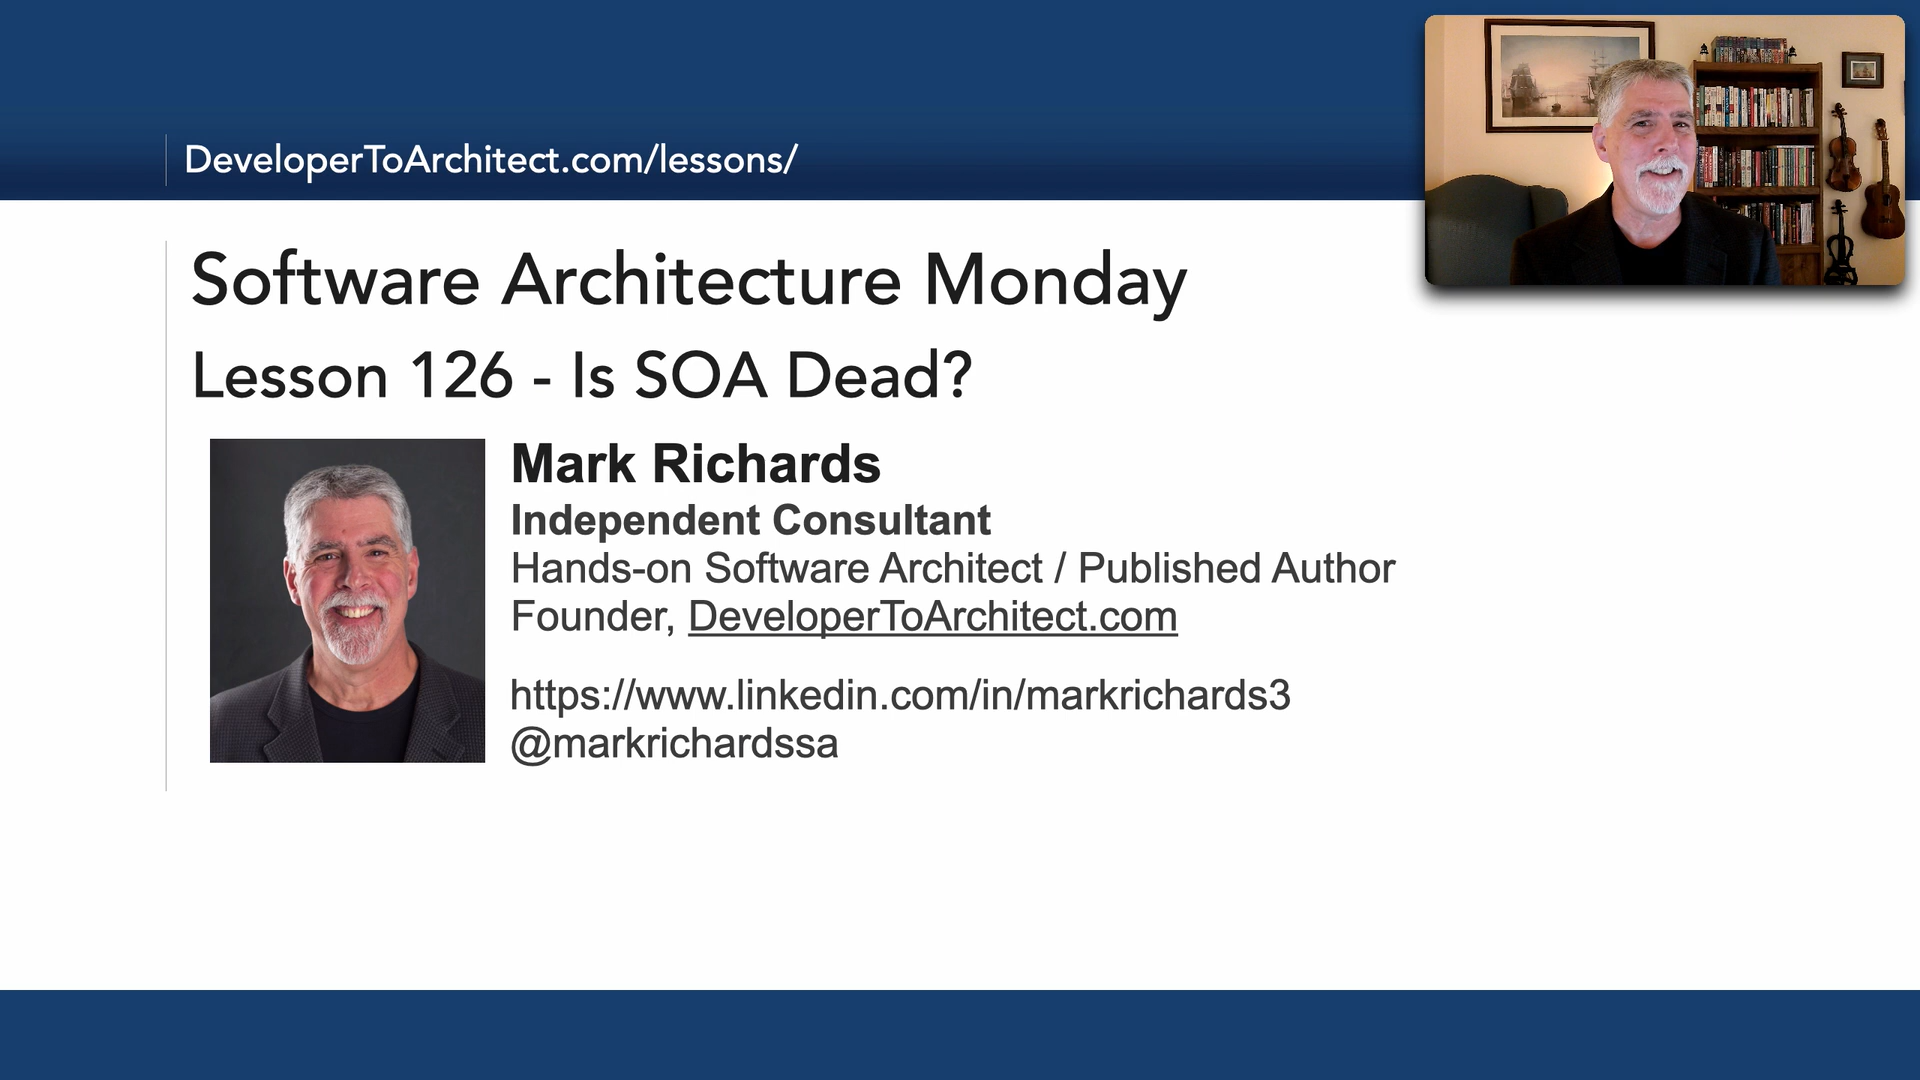 DeveloperToArchitect.com/lessons/
Software Architecture Monday
Lesson 126 - Is SOA Dead?
Mark Richards
Independent Consultant
Hands-on Software Architect / Published Author
Founder, DeveloperToArchitect.com
https://www.linkedin.com/in/markrichards3
@markrichardssa